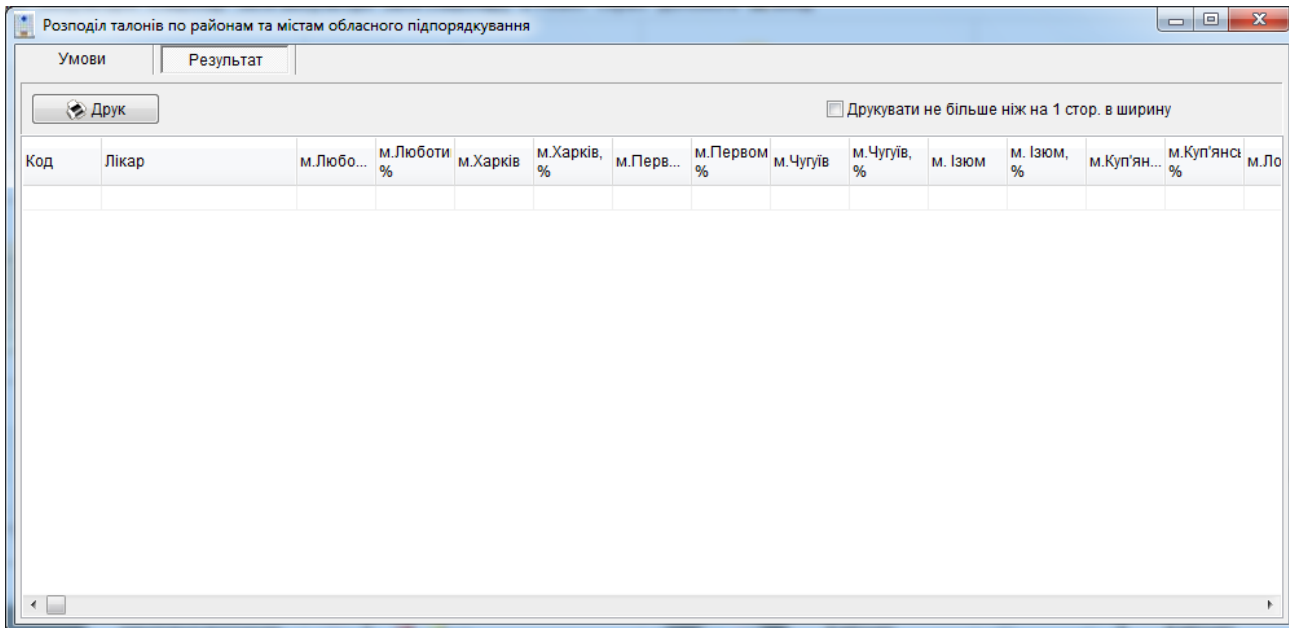 Розподіл талонів по районам та містам обласного підпорядкування
Умови
Результат
Друк
Друкувати не більше ніж на 1 стор. в ширину
Код
Лікар
м.Любо...
м.Люботи
%
м.Харків
м.Харків,
%
м.Перв...
м.Первом
%
м.Чугуїв
м.Чугуїв,
%
м. Ізюм
м. Ізюм,
%
м.Куп'ян...
м.Куп'янсь
%
м.Ло